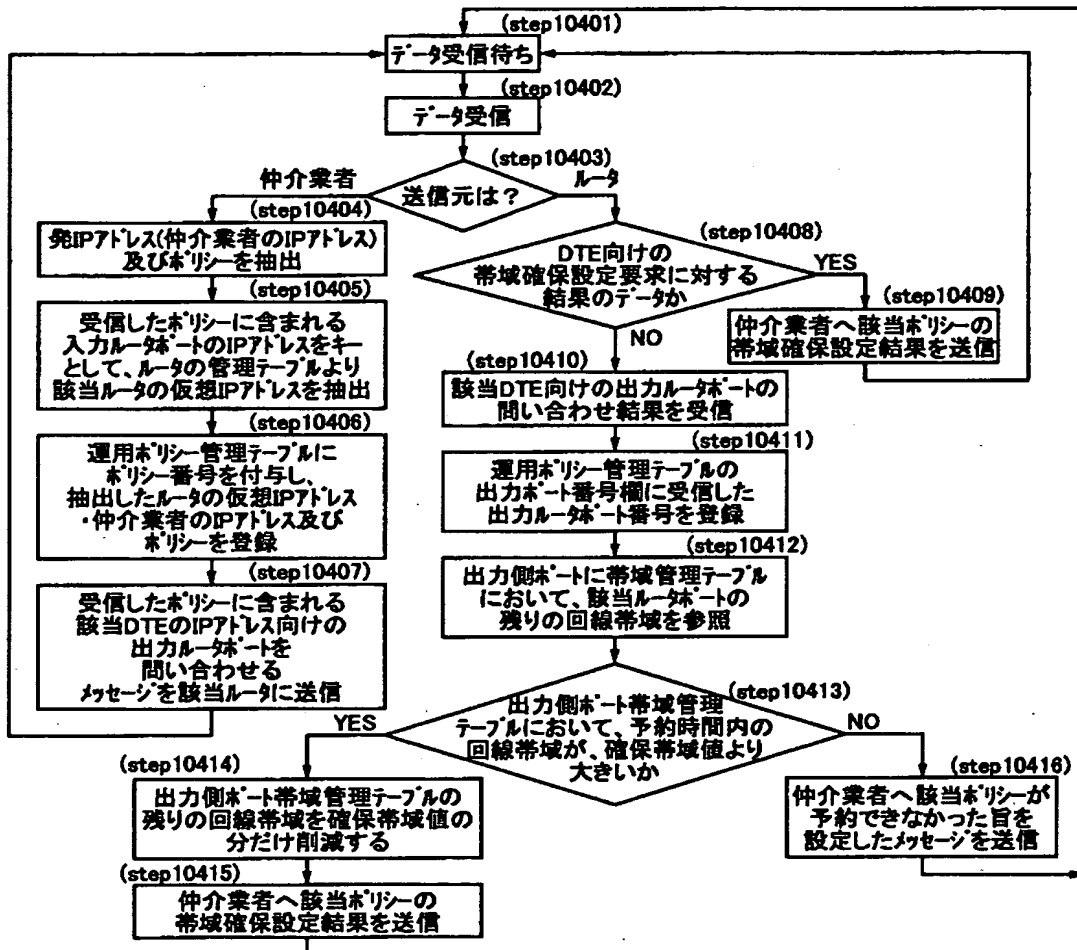 (step10401)
データ受信待ち
(step10402)
データ受信
(step10403)
送信元は?
仲介業者
ルータ
(step10404)
発IPアドレス(仲介業者のIPアドレス)
及びポリシーを抽出
(step10405)
受信したポリシーに含まれる
入力ルータポートのIPアドレスをキー
として、ルータの管理テーブルより
該当ルータの仮想IPアドレスを抽出
(step10406)
運用ポリシー管理テーブルに
ポリシー番号を付与し、
抽出したルータの仮想IPアドレス
・仲介業者のIPアドレス及び
ポリシーを登録
(step10407)
受信したポリシーに含まれる
該当DTEのIPアドレス向けの
出力ルータポートを
問い合わせる
メッセージを該当ルータに送信
(step10408)
DTE向けの
帯域確保設定要求に対する
結果のデータか
YES
NO
(step10409)
仲介業者へ該当ポリシーの
帯域確保設定結果を送信
(step10410)
該当DTE向けの出力ルータポートの
問い合わせ結果を受信
(step10411)
運用ポリシー管理テーブルの
出力ポート番号欄に受信した
出力ルータポート番号を登録
(step10412)
出力側ポートに帯域管理テーブル
において、該当ルータポートの
残りの回線帯域を参照
(step10413)
出力側ポート帯域管理
テーブルにおいて、予約時間内の
回線帯域が、確保帯域値より
大きいか
YES
NO
(step10414)
出力側ポート帯域管理テーブルの
残りの回線帯域を確保帯域値の
分だけ削減する
(step10415)
仲介業者へ該当ポリシーの
帯域確保設定結果を送信
(step10416)
仲介業者へ該当ポリシーが
予約できなかった旨を
設定したメッセージを送信